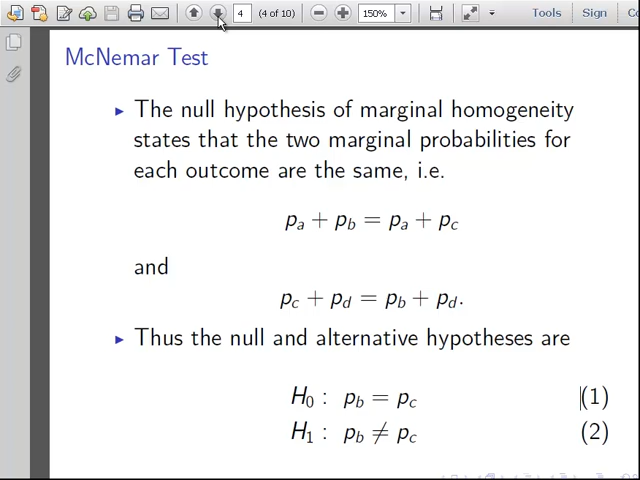 4 (4 of 10) 150% Tools Sign Co
McNemar Test
▶ The null hypothesis of marginal homogeneity
states that the two marginal probabilities for
each outcome are the same, i.e.
p_a + p_b = p_a + p_c
and
p_c + p_d = p_b + p_d.
▶ Thus the null and alternative hypotheses are
H_0 : p_b = p_c (1)
H_1 : p_b ≠ p_c (2)